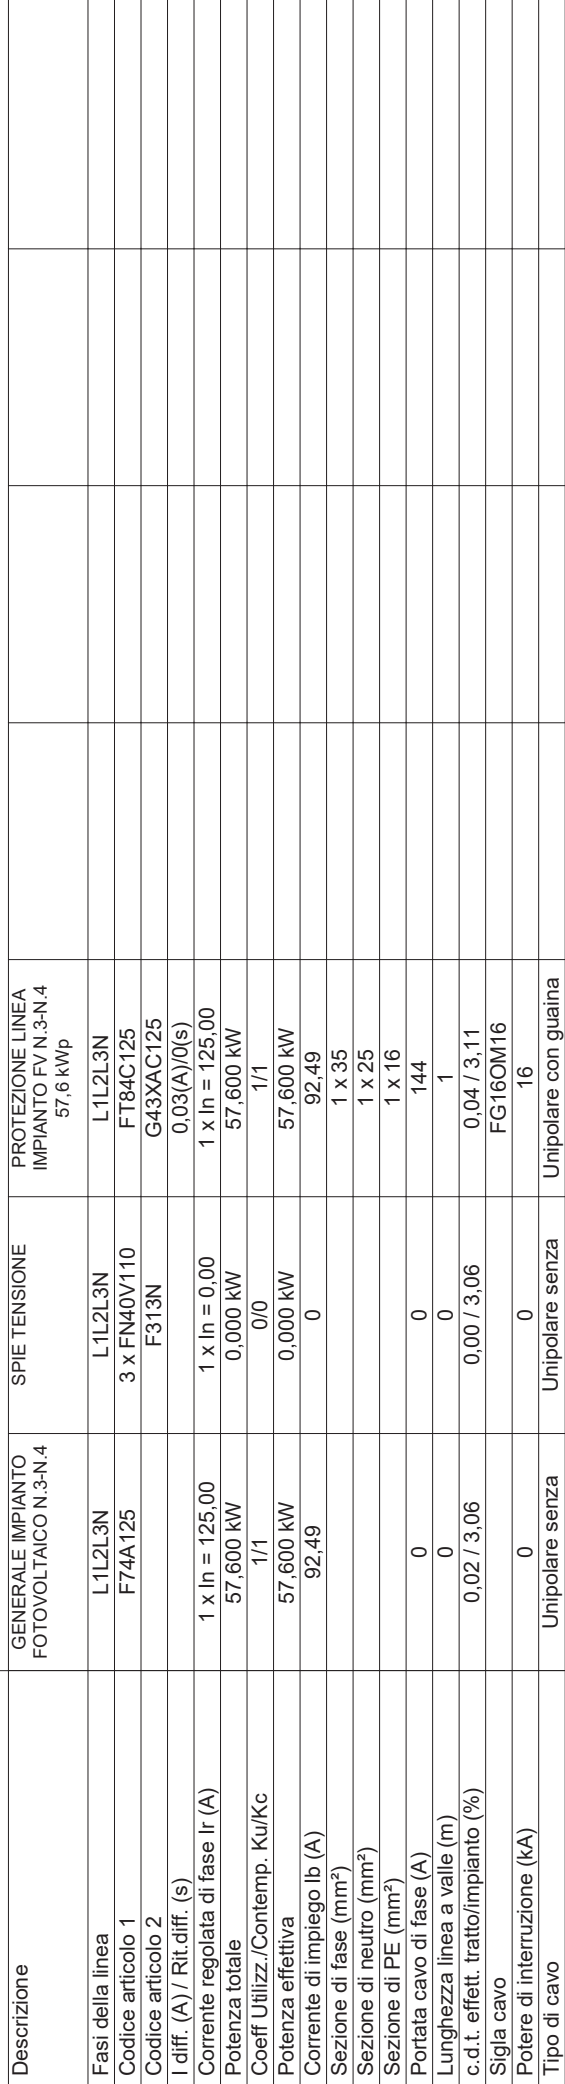 Descrizione GENERALE IMPIANTO SPIE TENSIONE PROTEZIONE LINEA
FOTOVOLTAICO N.3-N.4 IMPIANTO FV N.3-N.4
57,6 kWp
Fasi della linea L1L2L3N L1L2L3N L1L2L3N
Codice articolo 1 F74A125 3 x FN40V110 FT84C125
Codice articolo 2 F313N G43XAC125
I diff. (A) / Rit.diff. (s) 0,03(A)/0(s)
Corrente regolata di fase Ir (A) 1 x In = 125,00 1 x In = 0,00 1 x In = 125,00
Potenza totale 57,600 kW 0,000 kW 57,600 kW
Coeff Utilizz./Contemp. Ku/Kc 1/1 0/0 1/1
Potenza effettiva 57,600 kW 0,000 kW 57,600 kW
Corrente di impiego Ib (A) 92,49 0 92,49
Sezione di fase (mm²) 1 x 35
Sezione di neutro (mm²) 1 x 25
Sezione di PE (mm²) 1 x 16
Portata cavo di fase (A) 0 0 144
Lunghezza linea a valle (m) 0 0 1
c.d.t. effett. tratto/impianto (%) 0,02 / 3,06 0,00 / 3,06 0,04 / 3,11
Sigla cavo FG16OM16
Potere di interruzione (kA) 0 0 16
Tipo di cavo Unipolare senza Unipolare senza Unipolare con guaina